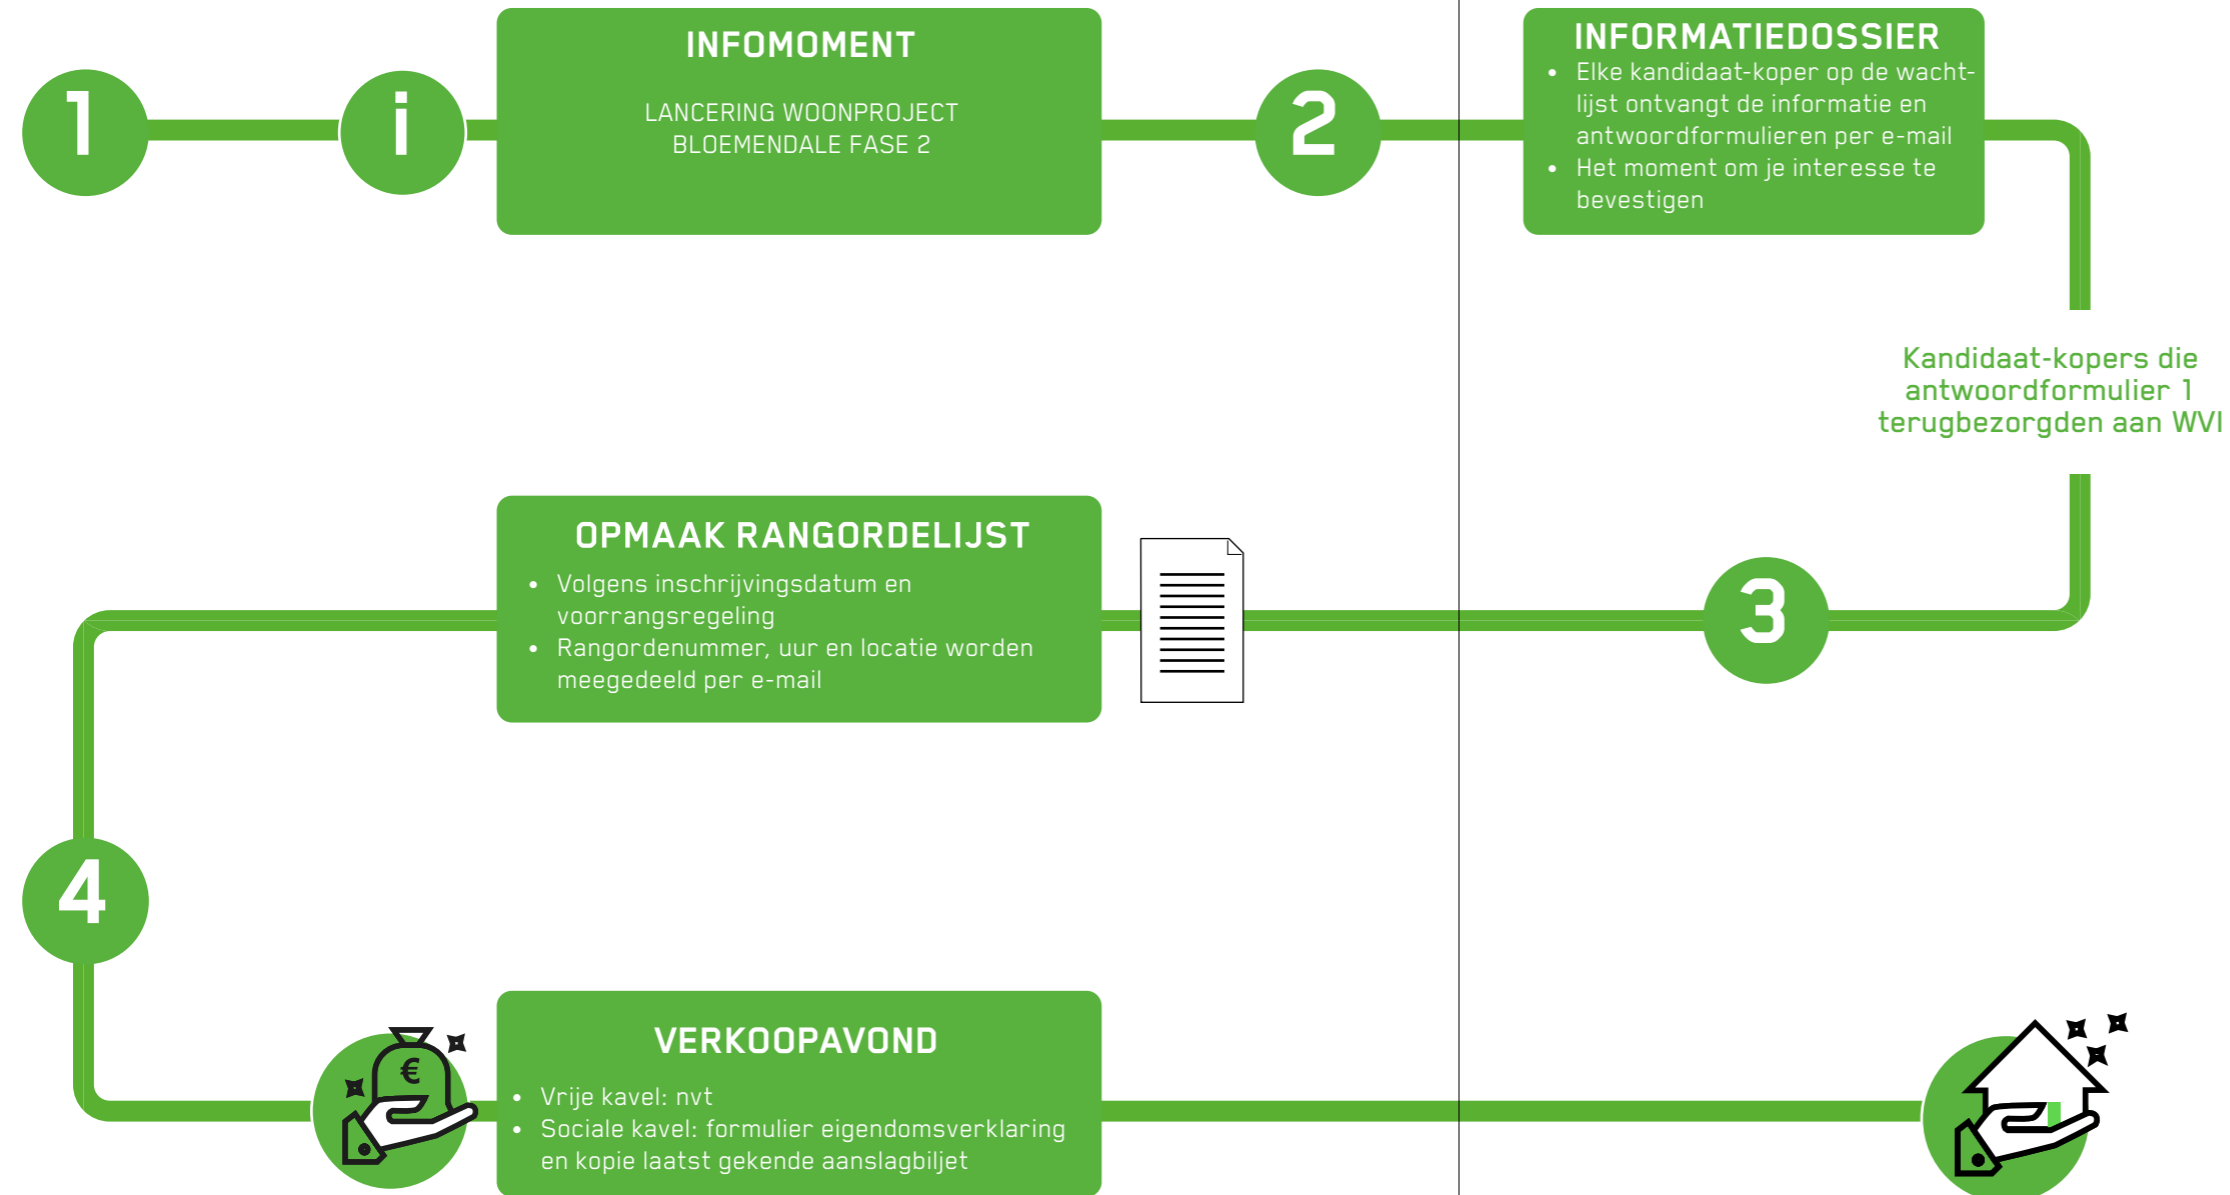 1
i
INFOMOMENT
LANCERING WOONPROJECT
BLOEMENDALE FASE 2
2
INFORMATIEDOSSIER
• Elke kandidaat-koper op de wacht-
lijst ontvangt de informatie en
antwoordformulieren per e-mail
• Het moment om je interesse te
bevestigen
Kandidaat-kopers die
antwoordformulier 1
terugbezorgden aan WVI
3
OPMAAK RANGORDELIJST
• Volgens inschrijvingsdatum en
voorrangsregeling
• Rangordenummer, uur en locatie worden
meegedeeld per e-mail
4
€
VERKOOPAVOND
• Vrije kavel: nvt
• Sociale kavel: formulier eigendomsverklaring
en kopie laatst gekende aanslagbiljet